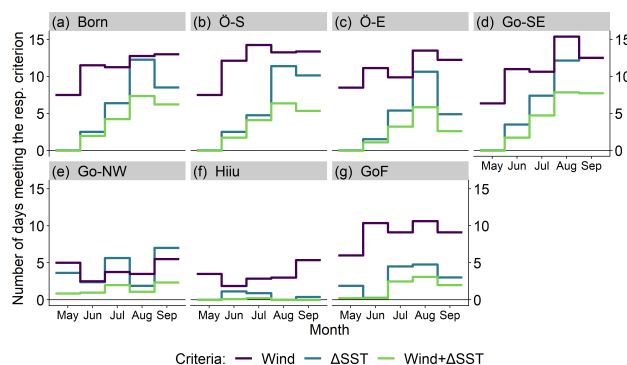 (a) Born
(b) Ö-S
(c) Ö-E
(d) Go-SE
15
10
5
0
15
10
5
0
May Jun Jul Aug Sep
(e) Go-NW
(f) Hiiu
(g) GoF
15
10
5
0
15
10
5
0
May Jun Jul Aug Sep
May Jun Jul Aug Sep
May Jun Jul Aug Sep
Number of days meeting the resp. criterion
Month
Criteria: Wind ΔSST Wind+ΔSST